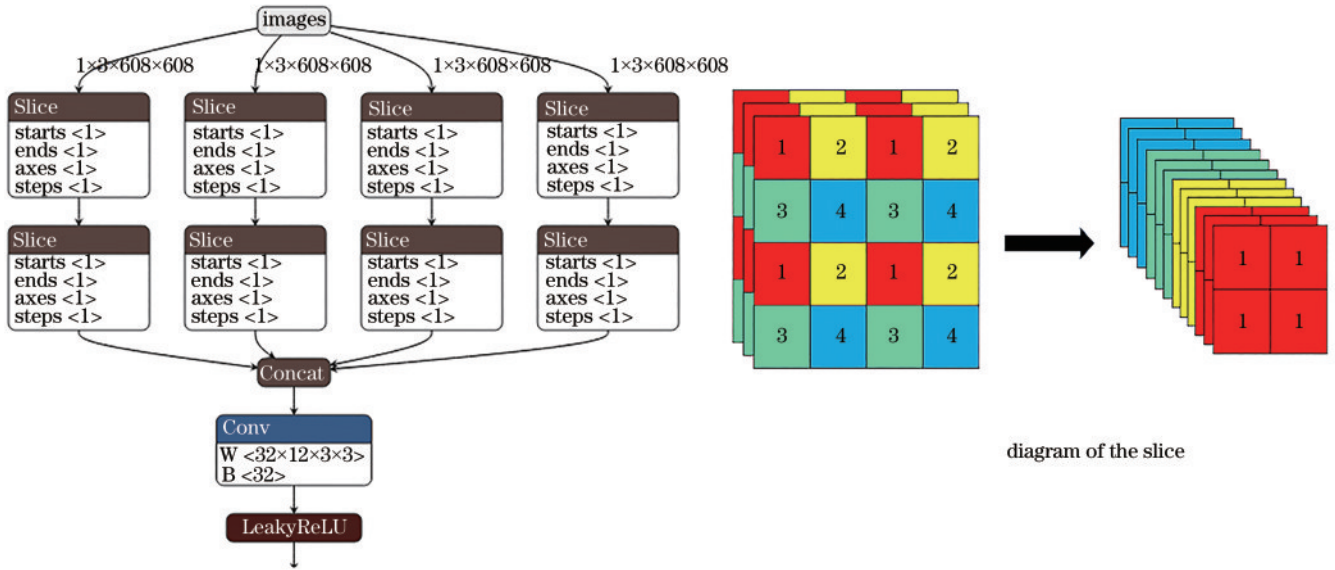 images
1×3×608×608
1×3×608×608
1×3×608×608
1×3×608×608
Slice
starts <1>
ends <1>
axes <1>
steps <1>
Slice
starts <1>
ends <1>
axes <1>
steps <1>
Slice
starts <1>
ends <1>
axes <1>
steps <1>
Slice
starts <1>
ends <1>
axes <1>
steps <1>
Slice
starts <1>
ends <1>
axes <1>
steps <1>
Slice
starts <1>
ends <1>
axes <1>
steps <1>
Slice
starts <1>
ends <1>
axes <1>
steps <1>
Slice
starts <1>
ends <1>
axes <1>
steps <1>
Concat
Conv
W <32×12×3×3>
B <32>
LeakyReLU
1 2 1 2
3 4 3 4
1 2 1 2
3 4 3 4
1 1
1 1
diagram of the slice